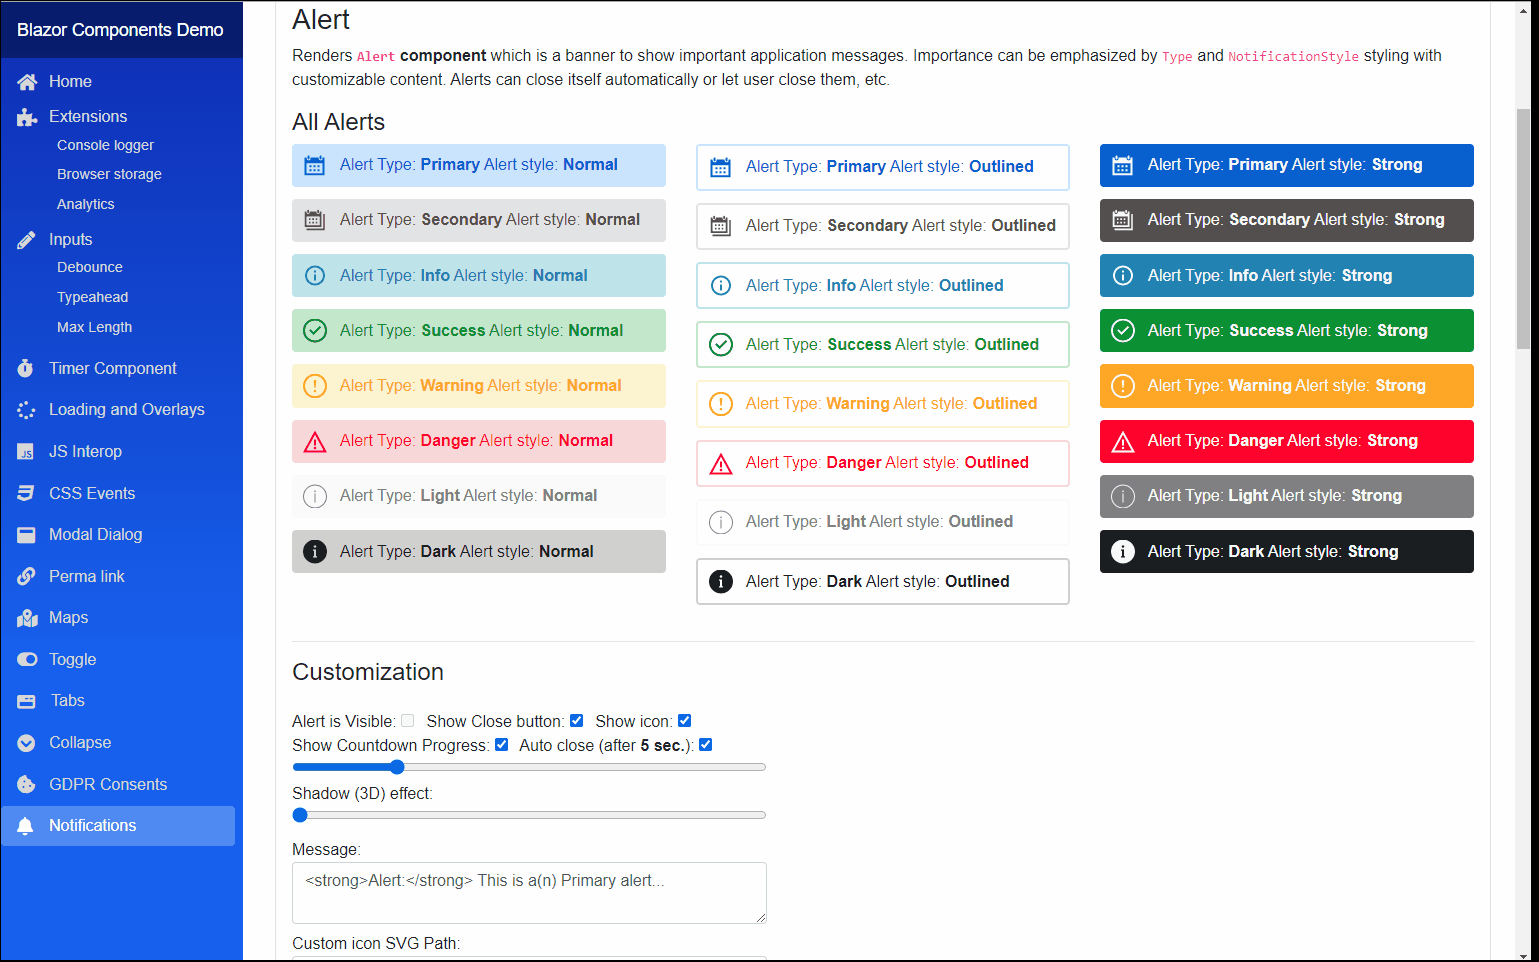 Blazor Components Demo
Home
Extensions
Console logger
Browser storage
Analytics
Inputs
Debounce
Typeahead
Max Length
Timer Component
Loading and Overlays
JS
JS Interop
CSS Events
Modal Dialog
Perma link
Maps
Toggle
Tabs
Collapse
GDPR Consents
Notifications
Alert
Renders Alert component which is a banner to show important application messages. Importance can be emphasized by Type and NotificationStyle styling with
customizable content. Alerts can close itself automatically or let user close them, etc.
All Alerts
Alert Type: Primary Alert style: Normal
Alert Type: Secondary Alert style: Normal
Alert Type: Info Alert style: Normal
Alert Type: Success Alert style: Normal
Alert Type: Warning Alert style: Normal
Alert Type: Danger Alert style: Normal
Alert Type: Light Alert style: Normal
Alert Type: Dark Alert style: Normal
Alert Type: Primary Alert style: Outlined
Alert Type: Secondary Alert style: Outlined
Alert Type: Info Alert style: Outlined
Alert Type: Success Alert style: Outlined
Alert Type: Warning Alert style: Outlined
Alert Type: Danger Alert style: Outlined
Alert Type: Light Alert style: Outlined
Alert Type: Dark Alert style: Outlined
Alert Type: Primary Alert style: Strong
Alert Type: Secondary Alert style: Strong
Alert Type: Info Alert style: Strong
Alert Type: Success Alert style: Strong
Alert Type: Warning Alert style: Strong
Alert Type: Danger Alert style: Strong
Alert Type: Light Alert style: Strong
Alert Type: Dark Alert style: Strong
Customization
Alert is Visible: Show Close button: Show icon:
Show Countdown Progress: Auto close (after 5 sec.):
Shadow (3D) effect:
Message:
<strong>Alert:</strong> This is a(n) Primary alert...
Custom icon SVG Path: